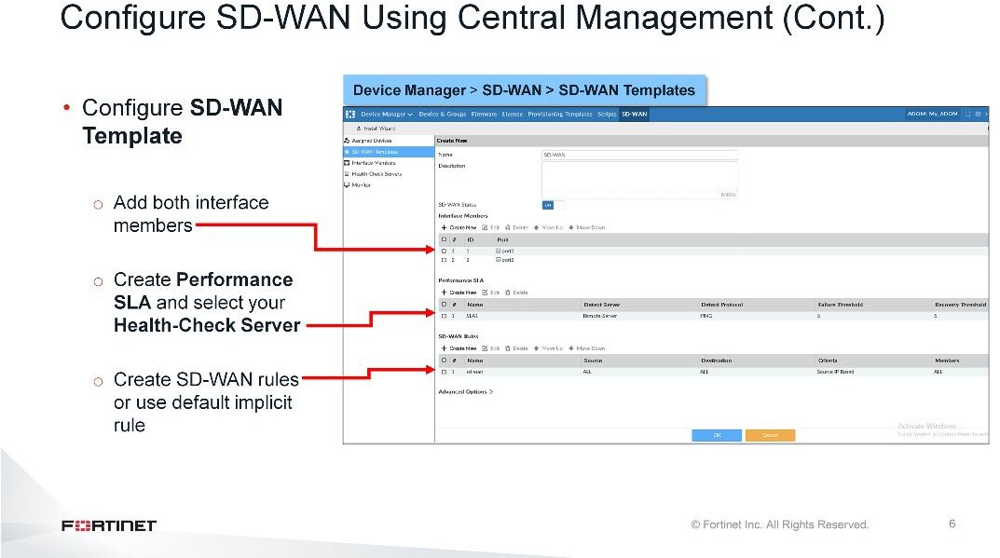 Configure SD-WAN Using Central Management (Cont.)
• Configure SD-WAN
Template
o Add both interface
members
o Create Performance
SLA and select your
Health-Check Server
o Create SD-WAN rules
or use default implicit
rule
Device Manager > SD-WAN > SD-WAN Templates
Device Manager Device & Groups Firmware License Provisioning Templates Scripts SD-WAN ADOM: My_ADOM
Install Wizard
Assigned Devices
SD-WAN Templates
Interface Members
Health-Check Servers
Monitor
Create New
Name SD-WAN
Description
SD-WAN Status ON
Interface Members
+ Create New Edit Delete Move Up Move Down
# ID Port
1 1 port1
2 2 port2
Performance SLA
+ Create New Edit Delete
# Name Detect Server Detect Protocol Failure Threshold Recovery Threshold
1 SLA1 Remote-Server PING 5 5
SD-WAN Rules
+ Create New Edit Delete Move Up Move Down
# Name Source Destination Criteria Members
1 sd-wan ALL ALL Source IP Based ALL
Advanced Options >
OK Cancel
Activate Windows
Go to System in Control Panel to
FORTINET
© Fortinet Inc. All Rights Reserved.
6